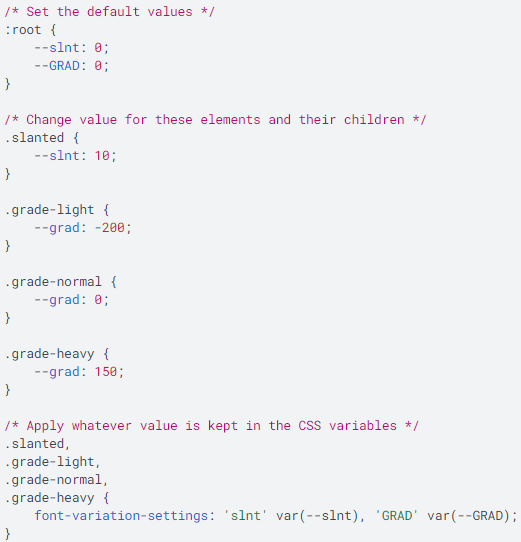 /* Set the default values */
:root {
    --slnt: 0;
    --GRAD: 0;
}

/* Change value for these elements and their children */
.slanted {
    --slnt: 10;
}

.grade-light {
    --grad: -200;
}

.grade-normal {
    --grad: 0;
}

.grade-heavy {
    --grad: 150;
}

/* Apply whatever value is kept in the CSS variables */
.slanted,
.grade-light,
.grade-normal,
.grade-heavy {
    font-variation-settings: 'slnt' var(--slnt), 'GRAD' var(--GRAD);
}